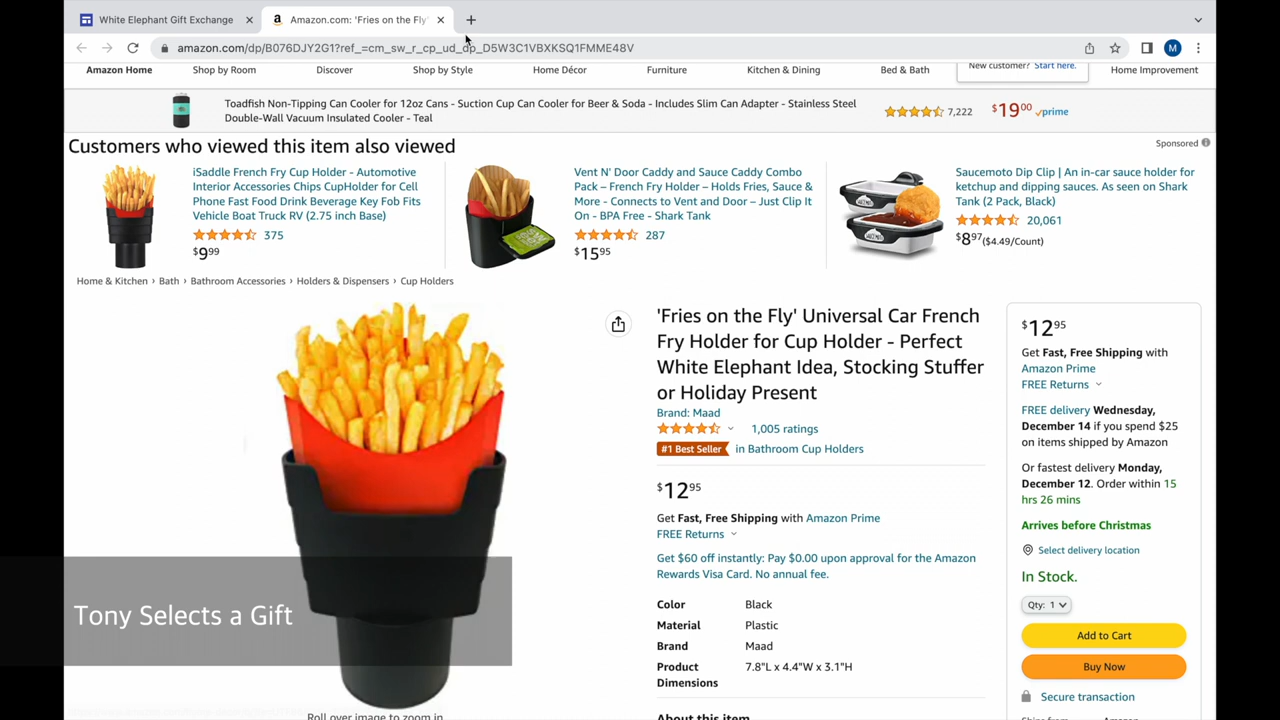 White Elephant Gift Exchange
Amazon.com: 'Fries on the Fly'
amazon.com/dp/B076DJY2G1?ref_=cm_sw_r_cp_ud_dp_D5W3C1VBXKSQ1FMME48V
M
Amazon Home Shop by Room Discover Shop by Style Home Décor Furniture Kitchen & Dining Bed & Bath New customer? Start here. Home Improvement
Toadfish Non-Tipping Can Cooler for 12oz Cans - Suction Cup Can Cooler for Beer & Soda - Includes Slim Can Adapter - Stainless Steel
Double-Wall Vacuum Insulated Cooler - Teal
7,222 $1900 prime
Customers who viewed this item also viewed
Sponsored
iSaddle French Fry Cup Holder - Automotive
Interior Accessories Chips CupHolder for Cell
Phone Fast Food Drink Beverage Key Fob Fits
Vehicle Boat Truck RV (2.75 inch Base)
375
$999
Vent N' Door Caddy and Sauce Caddy Combo
Pack – French Fry Holder – Holds Fries, Sauce &
More - Connects to Vent and Door – Just Clip It
On - BPA Free - Shark Tank
287
$1595
Saucemoto Dip Clip | An in-car sauce holder for
ketchup and dipping sauces. As seen on Shark
Tank (2 Pack, Black)
20,061
$897($4.49/Count)
Home & Kitchen › Bath › Bathroom Accessories › Holders & Dispensers › Cup Holders
'Fries on the Fly' Universal Car French
Fry Holder for Cup Holder - Perfect
White Elephant Idea, Stocking Stuffer
or Holiday Present
Brand: Maad
1,005 ratings
#1 Best Seller in Bathroom Cup Holders
$1295
Get Fast, Free Shipping with Amazon Prime
FREE Returns
Get $60 off instantly: Pay $0.00 upon approval for the Amazon
Rewards Visa Card. No annual fee.
Color Black
Material Plastic
Brand Maad
Product 7.8"L x 4.4"W x 3.1"H
Dimensions
About this item
$1295
Get Fast, Free Shipping with
Amazon Prime
FREE Returns
FREE delivery Wednesday,
December 14 if you spend $25
on items shipped by Amazon
Or fastest delivery Monday,
December 12. Order within 15
hrs 26 mins
Arrives before Christmas
Select delivery location
In Stock.
Qty: 1
Add to Cart
Buy Now
Secure transaction
Tony Selects a Gift
Roll over image to zoom in